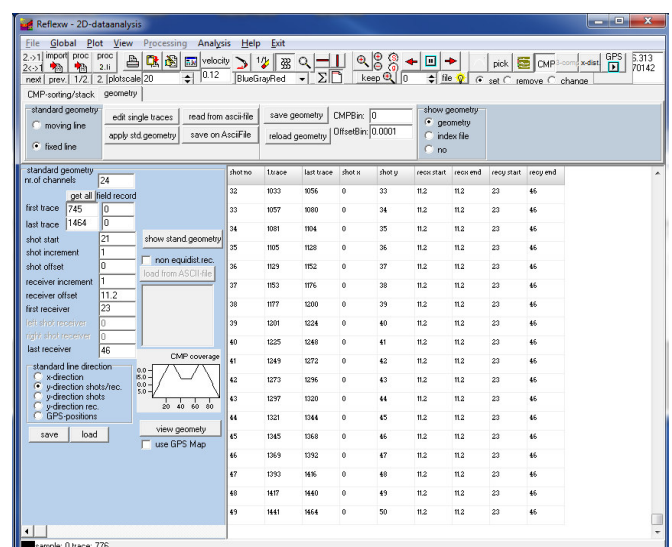 Reflexw - 2D-dataanalysis
File Global Plot View Processing Analysis Help Exit
2.->1 import proc proc velocity 1/2 GPS 5.313
2<->1 2.li keep 0 file pick CMP 3-comp x-dist. 70142
next prev. 1/2 2. plotscale 20 0.12 BlueGrayRed set remove change
CMP-sorting/stack geometry
standard geometry edit single traces read from ascii-file save geometry CMPBin: 0 show geometry
moving line geometry
fixed line apply std.geometry save on AsciiFile reload geometry OffsetBin: 0.0001 index file
no
standard geometry
nr.of channels 24
get all field record
first trace 745 0
last trace 1464 0
shot start 21 show stand.geometry
shot increment 1
shot offset 0 non equidist.rec.
receiver increment 1 load from ASCII-file
receiver offset 11.2
first receiver 23
left shot receiver 0
right shot receiver 0
last receiver 46
CMP coverage
20 40 60 80
standard line direction
x-direction
y-direction shots/rec.
y-direction shots
y-direction rec.
GPS-positions
save load
view geomety
use GPS Map
shot no 1.trace last trace shot x shot y recx start recx end recy start recy end
32 1033 1056 0 33 11.2 11.2 23 46
33 1057 1080 0 34 11.2 11.2 23 46
34 1081 1104 0 35 11.2 11.2 23 46
35 1105 1128 0 36 11.2 11.2 23 46
36 1129 1152 0 37 11.2 11.2 23 46
37 1153 1176 0 38 11.2 11.2 23 46
38 1177 1200 0 39 11.2 11.2 23 46
39 1201 1224 0 40 11.2 11.2 23 46
40 1225 1248 0 41 11.2 11.2 23 46
41 1249 1272 0 42 11.2 11.2 23 46
42 1273 1296 0 43 11.2 11.2 23 46
43 1297 1320 0 44 11.2 11.2 23 46
44 1321 1344 0 45 11.2 11.2 23 46
45 1345 1368 0 46 11.2 11.2 23 46
46 1369 1392 0 47 11.2 11.2 23 46
47 1393 1416 0 48 11.2 11.2 23 46
48 1417 1440 0 49 11.2 11.2 23 46
49 1441 1464 0 50 11.2 11.2 23 46
sample: 0 trace: 776